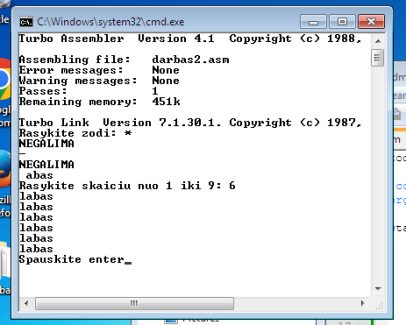 C:\Windows\system32\cmd.exe
Turbo Assembler  Version 4.1  Copyright (c) 1988,
Assembling file:   darbas2.asm
Error messages:    None
Warning messages:  None
Passes:            1
Remaining memory:  451k
Turbo Link  Version 7.1.30.1. Copyright (c) 1987,
Rasykite zodi: *
NEGALIMA
-
NEGALIMA
 abas
Rasykite skaiciu nuo 1 iki 9: 6
labas
labas
labas
labas
labas
labas
Spauskite enter_